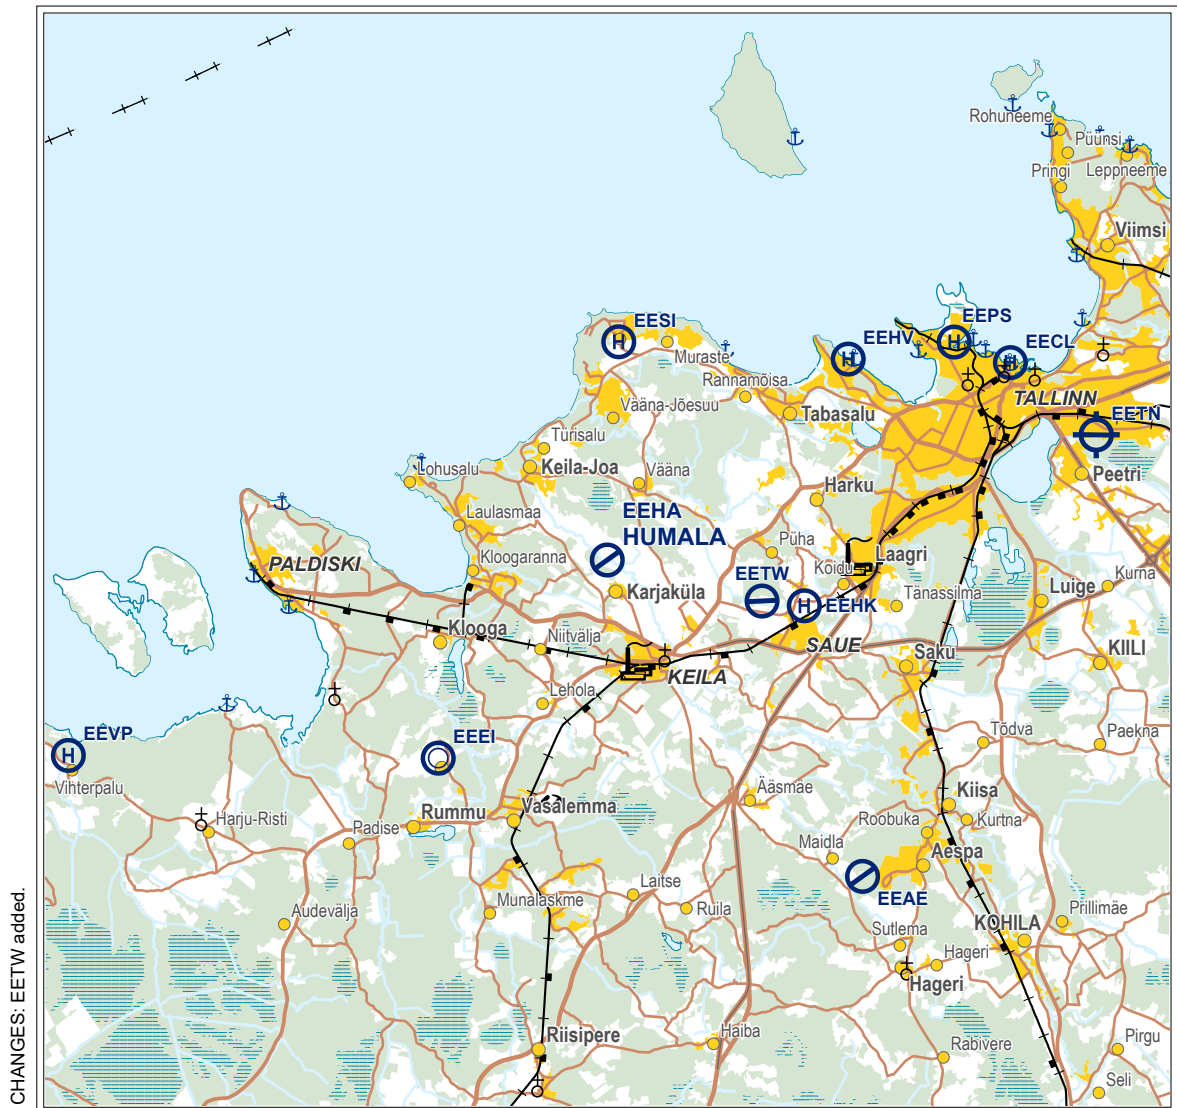 Rohuneeme
Püünsi
Pringi
Leppneeme
Viimsi
EESI
H
Muraste
EEHV
H
EEPS
H
EECL
H
Rannamõisa
TALLINN
Vääna-Jõesuu
Tabasalu
EETN
Türisalu
Lohusalu
Keila-Joa
Vääna
Peetri
Harku
Laulasmaa
EEHA
HUMALA
Püha
Laagri
PALDISKI
Kloogaranna
EETW
Koidu
Kurna
Karjaküla
H
EEHK
Tänassilma
Luige
Klooga
Niitvälja
SAUE
Saku
KIILI
KEILA
Lehola
EEVP
H
EEEI
Tõdva
Paekna
Vihterpalu
Ääsmäe
Rummu
Vasalemma
Kiisa
Harju-Risti
Padise
Roobuka
Kurtna
Maidla
Aespa
EEAE
Laitse
Munalaskme
Ruila
Audevälja
KOHILA
Prillimäe
Sutlema
Hageri
Hageri
Riisipere
Haiba
Rabivere
Pirgu
Seli
CHANGES: EETW added.